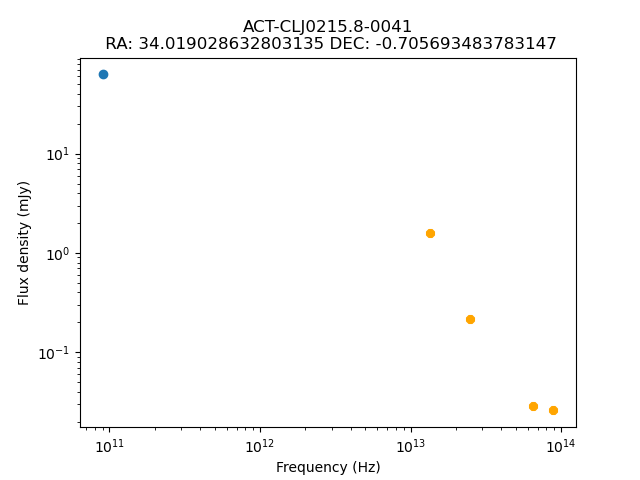 ACT-CLJ0215.8-0041
RA: 34.019028632803135 DEC: -0.705693483783147
Flux density (mJy)
10¹
10⁰
10⁻¹
10¹¹
10¹²
10¹³
10¹⁴
Frequency (Hz)